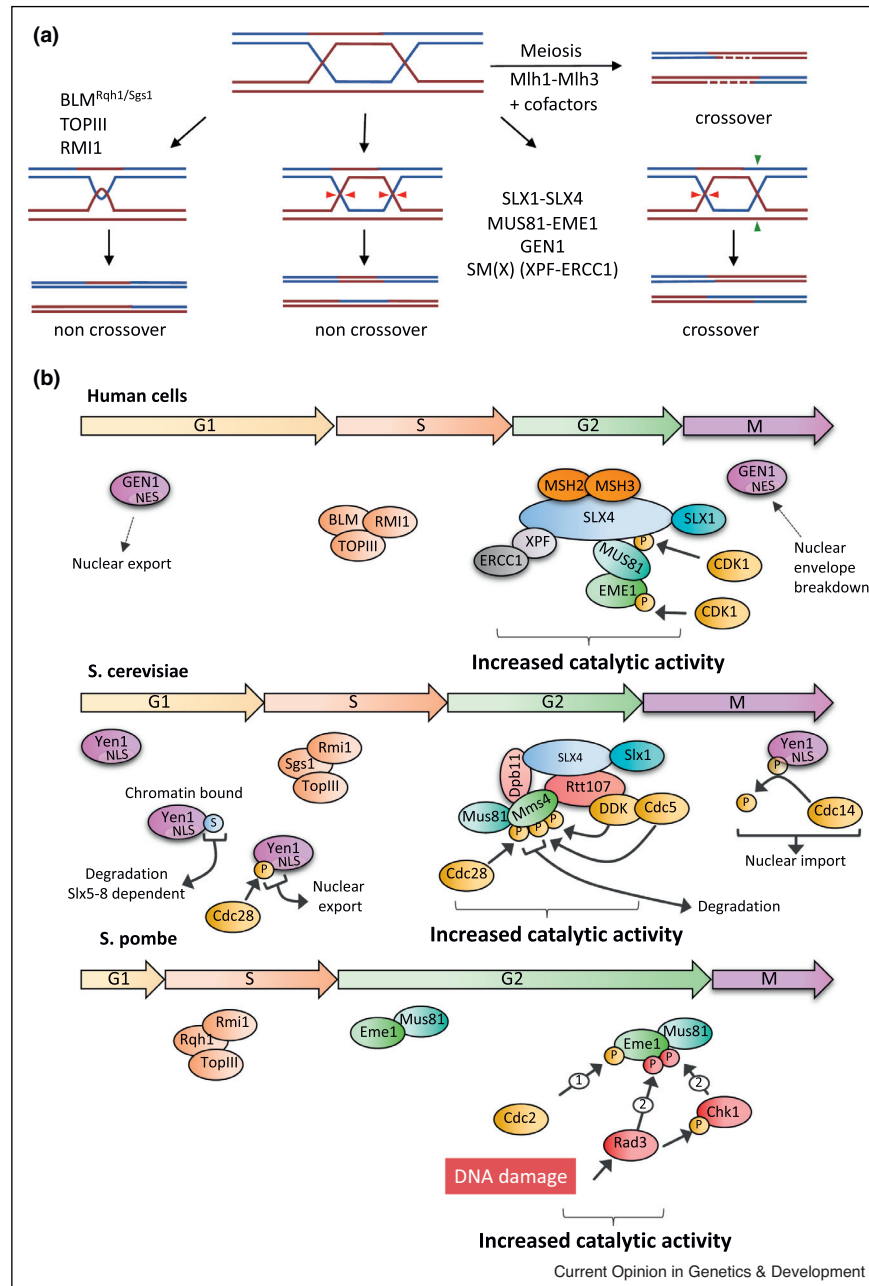 (a)
Meiosis
Mlh1-Mlh3
+ cofactors
crossover
BLM^Rqh1/Sgs1
TOPIII
RMI1
SLX1-SLX4
MUS81-EME1
GEN1
SM(X) (XPF-ERCC1)
non crossover
non crossover
crossover
(b)
Human cells
G1
S
G2
M
GEN1
NES
Nuclear export
BLM
RMI1
TOPIII
MSH2
MSH3
SLX4
SLX1
XPF
ERCC1
MUS81
P
EME1
P
CDK1
CDK1
GEN1
NES
Nuclear
envelope
breakdown
Increased catalytic activity
S. cerevisiae
G1
S
G2
M
Yen1
NLS
Chromatin bound
Yen1
NLS
S
Degradation
Slx5-8 dependent
Yen1
NLS
P
Cdc28
Nuclear
export
Rmi1
Sgs1
TopIII
Dpb11
SLX4
Slx1
Rtt107
Mus81
Mms4
P
P
P
DDK
Cdc5
Cdc28
Degradation
Yen1
NLS
P
P
Cdc14
Nuclear import
Increased catalytic activity
S. pombe
G1
S
G2
M
Rmi1
Rqh1
TopIII
Eme1
Mus81
Mus81
Eme1
P
P
P
1
2
2
Cdc2
Chk1
P
Rad3
DNA damage
Increased catalytic activity
Current Opinion in Genetics & Development